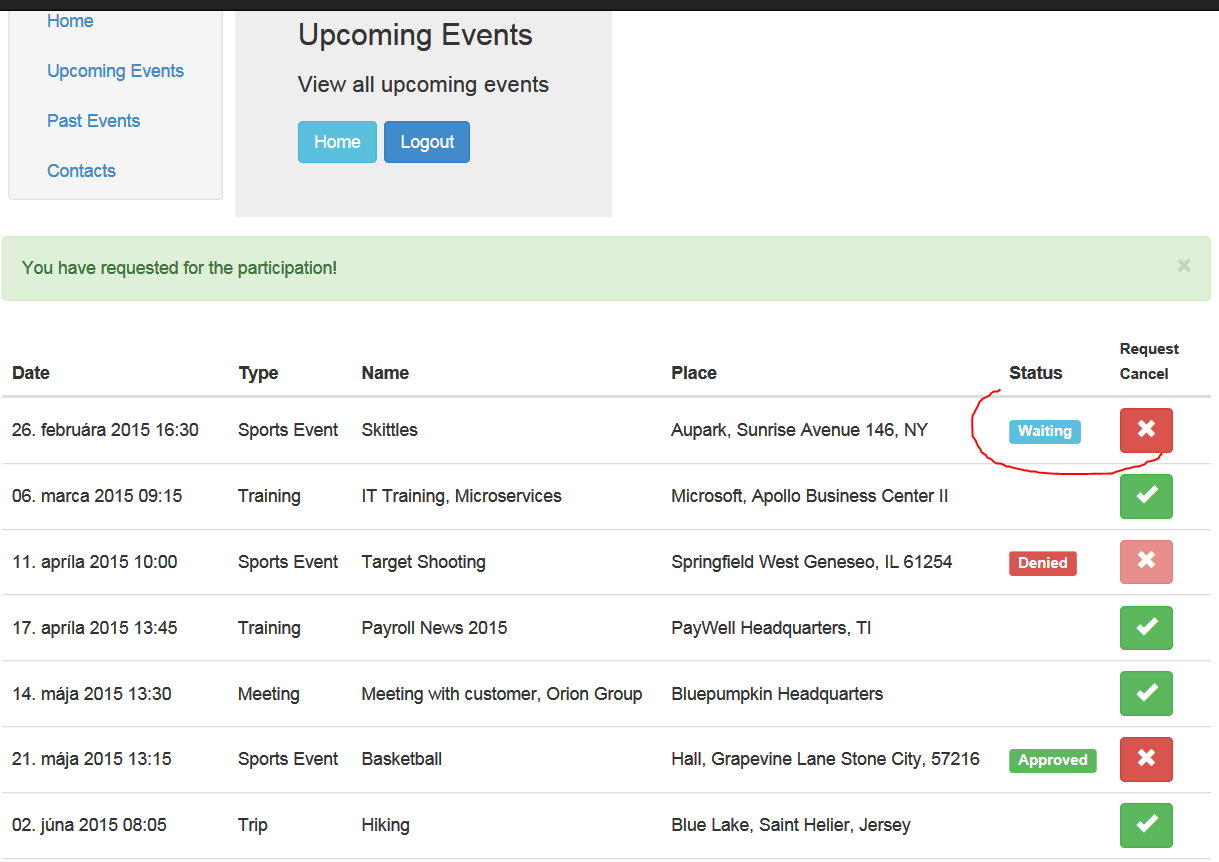 Home
Upcoming Events
Past Events
Contacts
Upcoming Events
View all upcoming events
Home Logout
You have requested for the participation! ×
Date Type Name Place Status Request Cancel
26. februára 2015 16:30 Sports Event Skittles Aupark, Sunrise Avenue 146, NY Waiting
06. marca 2015 09:15 Training IT Training, Microservices Microsoft, Apollo Business Center II
11. apríla 2015 10:00 Sports Event Target Shooting Springfield West Geneseo, IL 61254 Denied
17. apríla 2015 13:45 Training Payroll News 2015 PayWell Headquarters, TI
14. mája 2015 13:30 Meeting Meeting with customer, Orion Group Bluepumpkin Headquarters
21. mája 2015 13:15 Sports Event Basketball Hall, Grapevine Lane Stone City, 57216 Approved
02. júna 2015 08:05 Trip Hiking Blue Lake, Saint Helier, Jersey